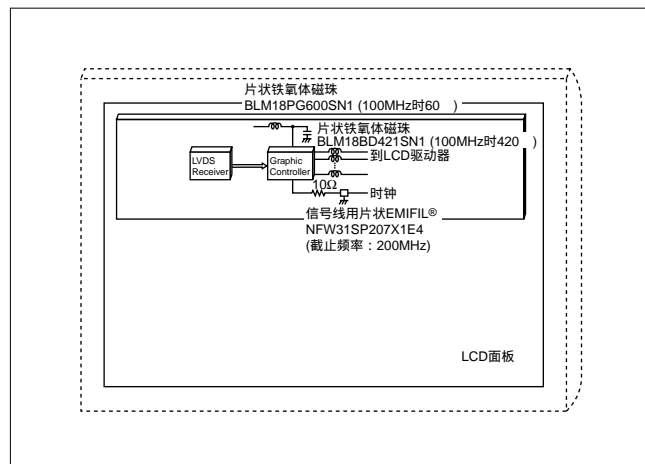 片状铁氧体磁珠
BLM18PG600SN1 (100MHz时60 )
片状铁氧体磁珠
BLM18BD421SN1 (100MHz时420 )
到LCD驱动器
LVDS
Receiver
Graphic
Controller
10Ω
时钟
信号线用片状EMIFIL®
NFW31SP207X1E4
(截止频率：200MHz)
LCD面板